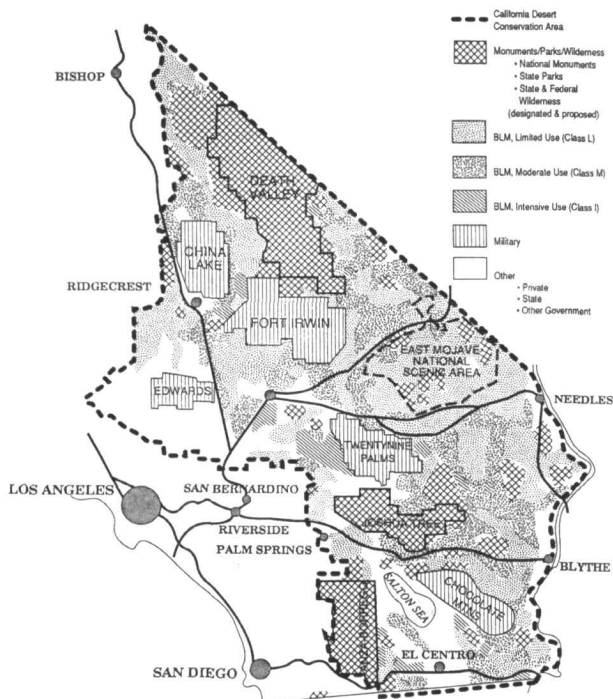 California Desert
Conservation Area
Monuments/Parks/Wilderness
• National Monuments
• State Parks
• State & Federal
Wilderness
(designated & proposed)
BLM, Limited Use (Class L)
BLM, Moderate Use (Class M)
BLM, Intensive Use (Class I)
Military
Other
• Private
• State
• Other Government
BISHOP
DEATH
VALLEY
CHINA
LAKE
RIDGECREST
FORT IRWIN
EAST MOJAVE
NATIONAL
SCENIC AREA
EDWARDS
NEEDLES
TWENTYNINE
PALMS
LOS ANGELES
SAN BERNARDINO
JOSHUA TREE
RIVERSIDE
PALM SPRINGS
BLYTHE
SALTON SEA
CHOCOLATE
MTNS
EL CENTRO
SAN DIEGO